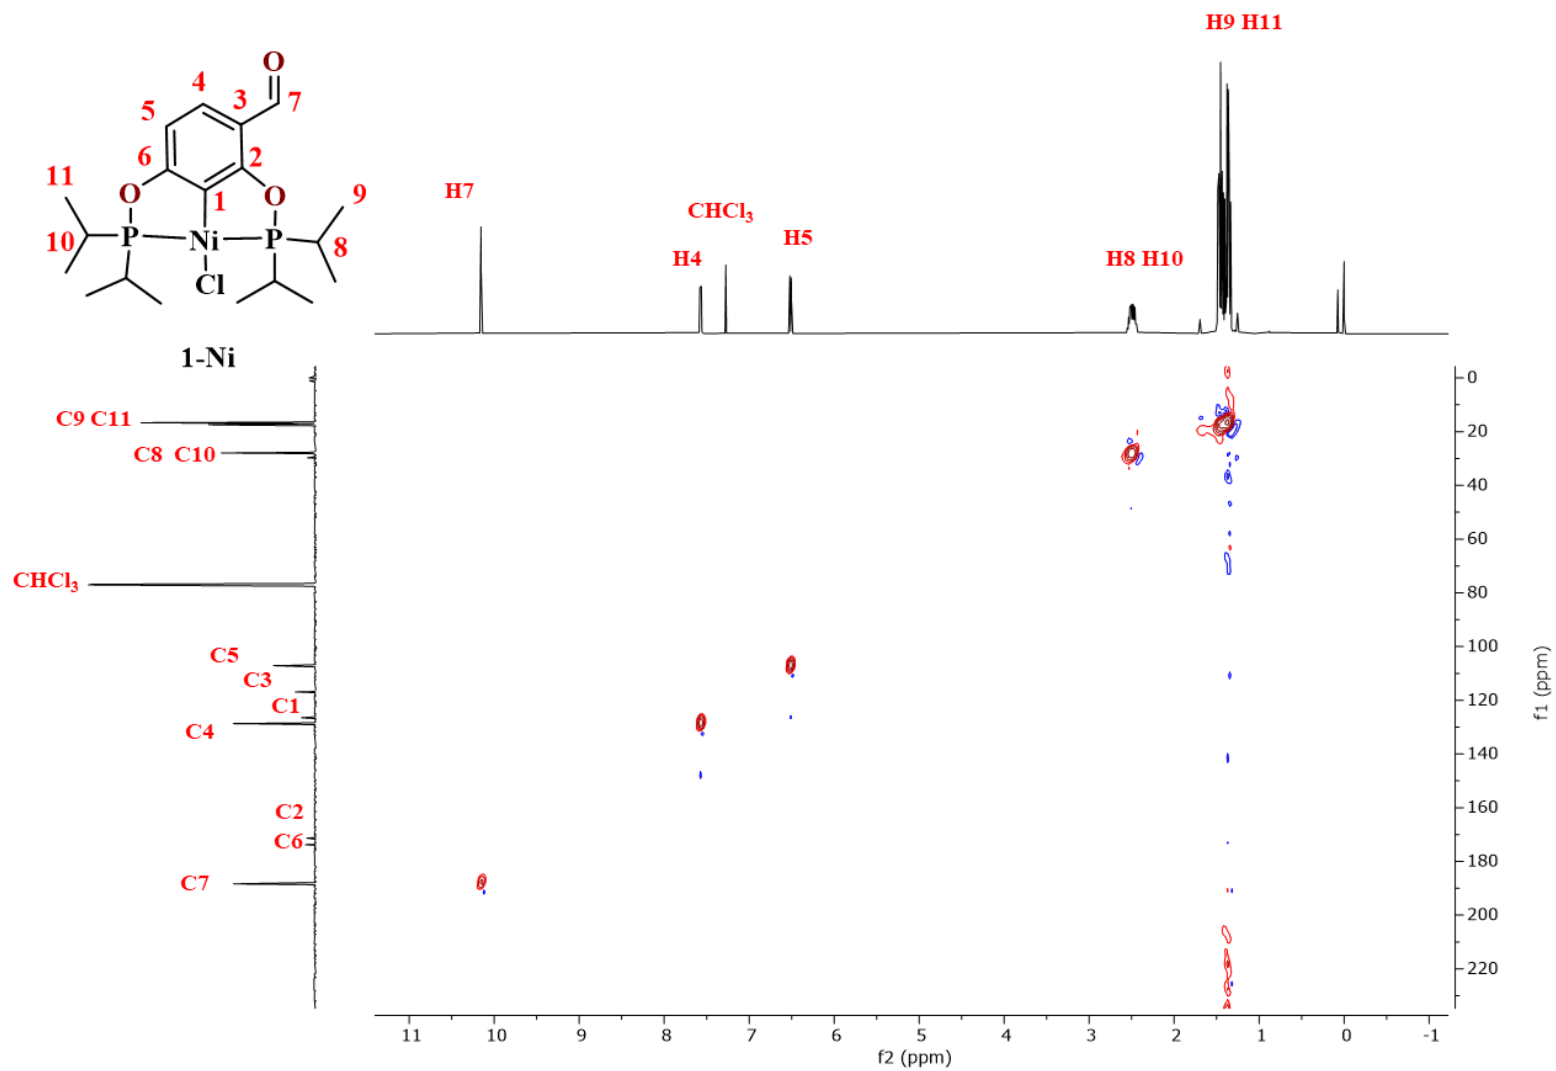 H9 H11
O
4
3
7
5
6
2
11
O
1
O
9
H7
CHCl3
H5
10
P
Ni
P
8
H4
H8 H10
Cl
1-Ni
C9 C11
C8 C10
CHCl3
C5
C3
C1
C4
C2
C6
C7
0
20
40
60
80
100
120
140
160
180
200
220
f1 (ppm)
11 10 9 8 7 6 5 4 3 2 1 0 -1
f2 (ppm)